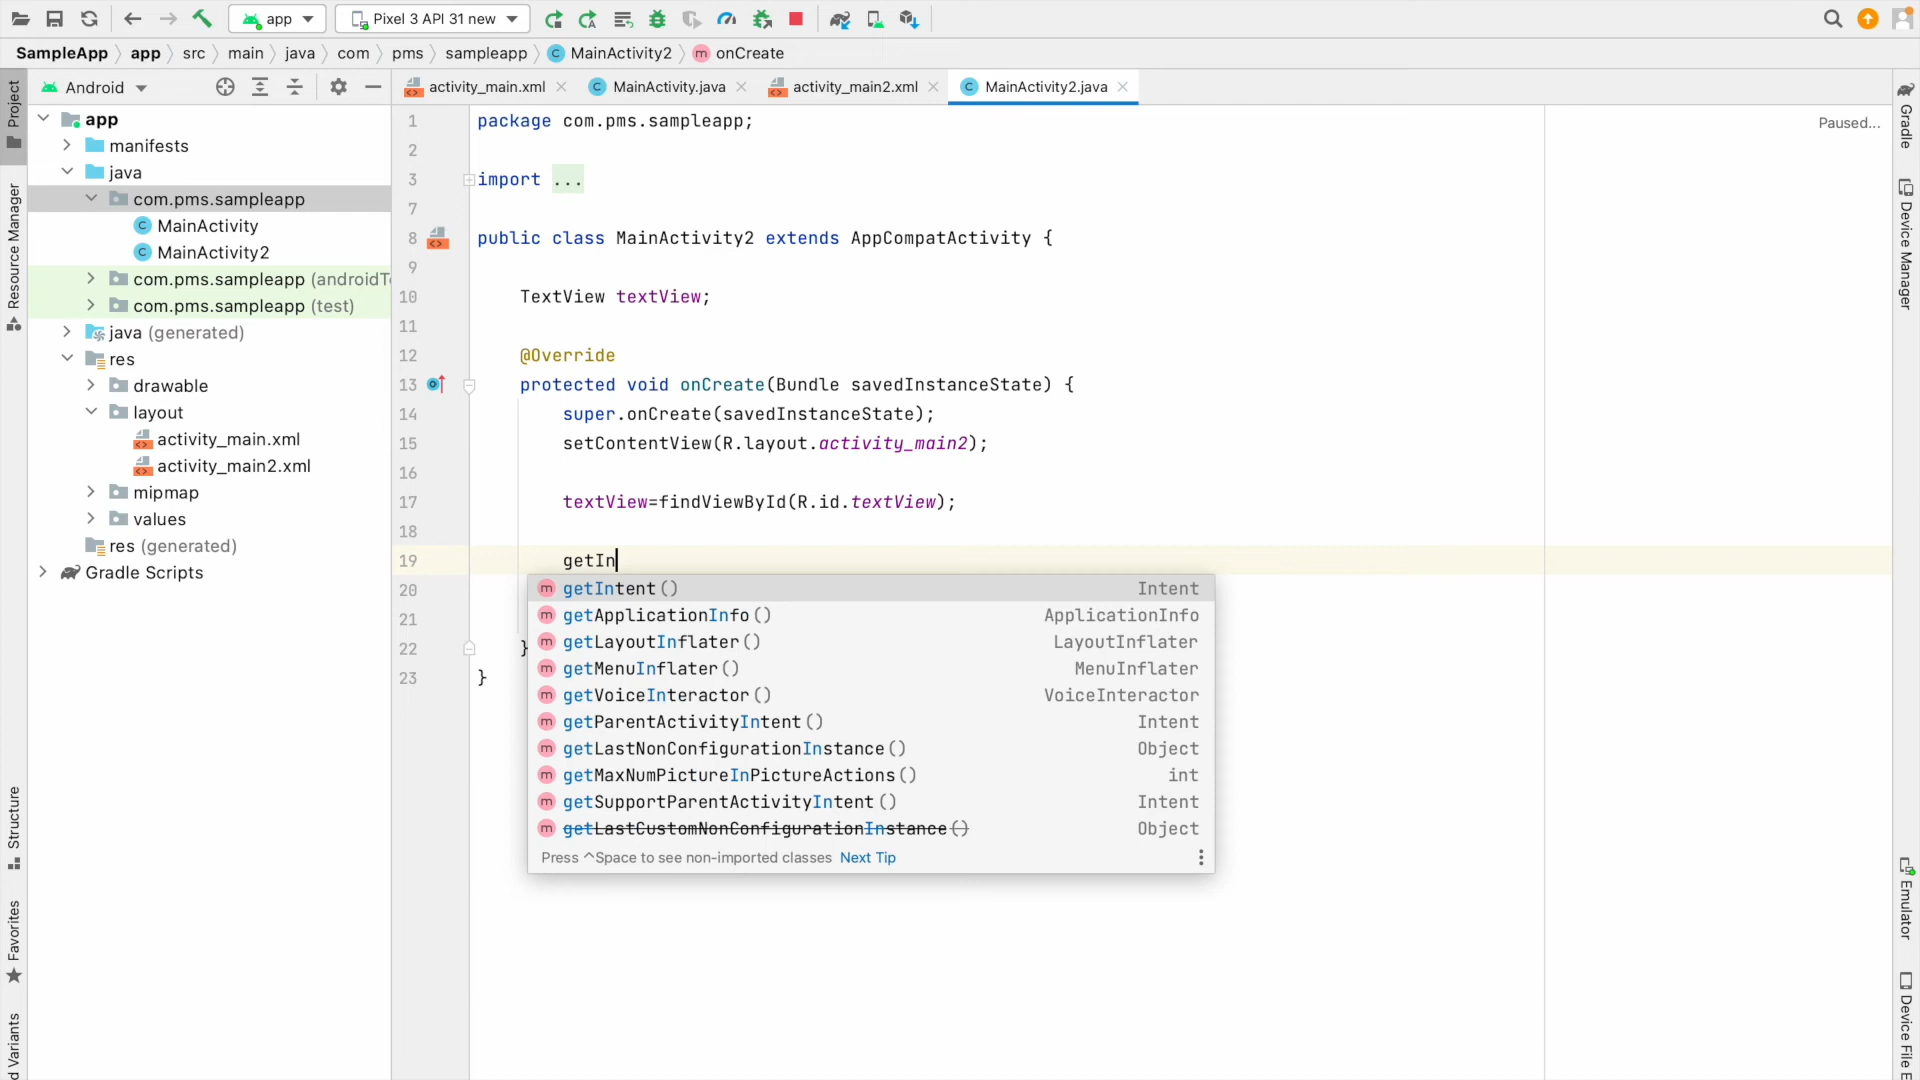 app
Pixel 3 API 31 new
SampleApp
app
src
main
java
com
pms
sampleapp
MainActivity2
onCreate
Android
activity_main.xml
MainActivity.java
activity_main2.xml
MainActivity2.java
Project
Resource Manager
Structure
Favorites
d Variants
app
manifests
java
com.pms.sampleapp
MainActivity
MainActivity2
com.pms.sampleapp (androidTe
com.pms.sampleapp (test)
java (generated)
res
drawable
layout
activity_main.xml
activity_main2.xml
mipmap
values
res (generated)
Gradle Scripts
1 package com.pms.sampleapp;
2
3 import ...
7
8 public class MainActivity2 extends AppCompatActivity {
9
10 TextView textView;
11
12 @Override
13 protected void onCreate(Bundle savedInstanceState) {
14 super.onCreate(savedInstanceState);
15 setContentView(R.layout.activity_main2);
16
17 textView=findViewById(R.id.textView);
18
19 getIn
20
21
22 }
23 }
getIntent() Intent
getApplicationInfo() ApplicationInfo
getLayoutInflater() LayoutInflater
getMenuInflater() MenuInflater
getVoiceInteractor() VoiceInteractor
getParentActivityIntent() Intent
getLastNonConfigurationInstance() Object
getMaxNumPictureInPictureActions() int
getSupportParentActivityIntent() Intent
getLastCustomNonConfigurationInstance() Object
Press ^Space to see non-imported classes Next Tip
Paused...
Gradle
Device Manager
Emulator
Device File E